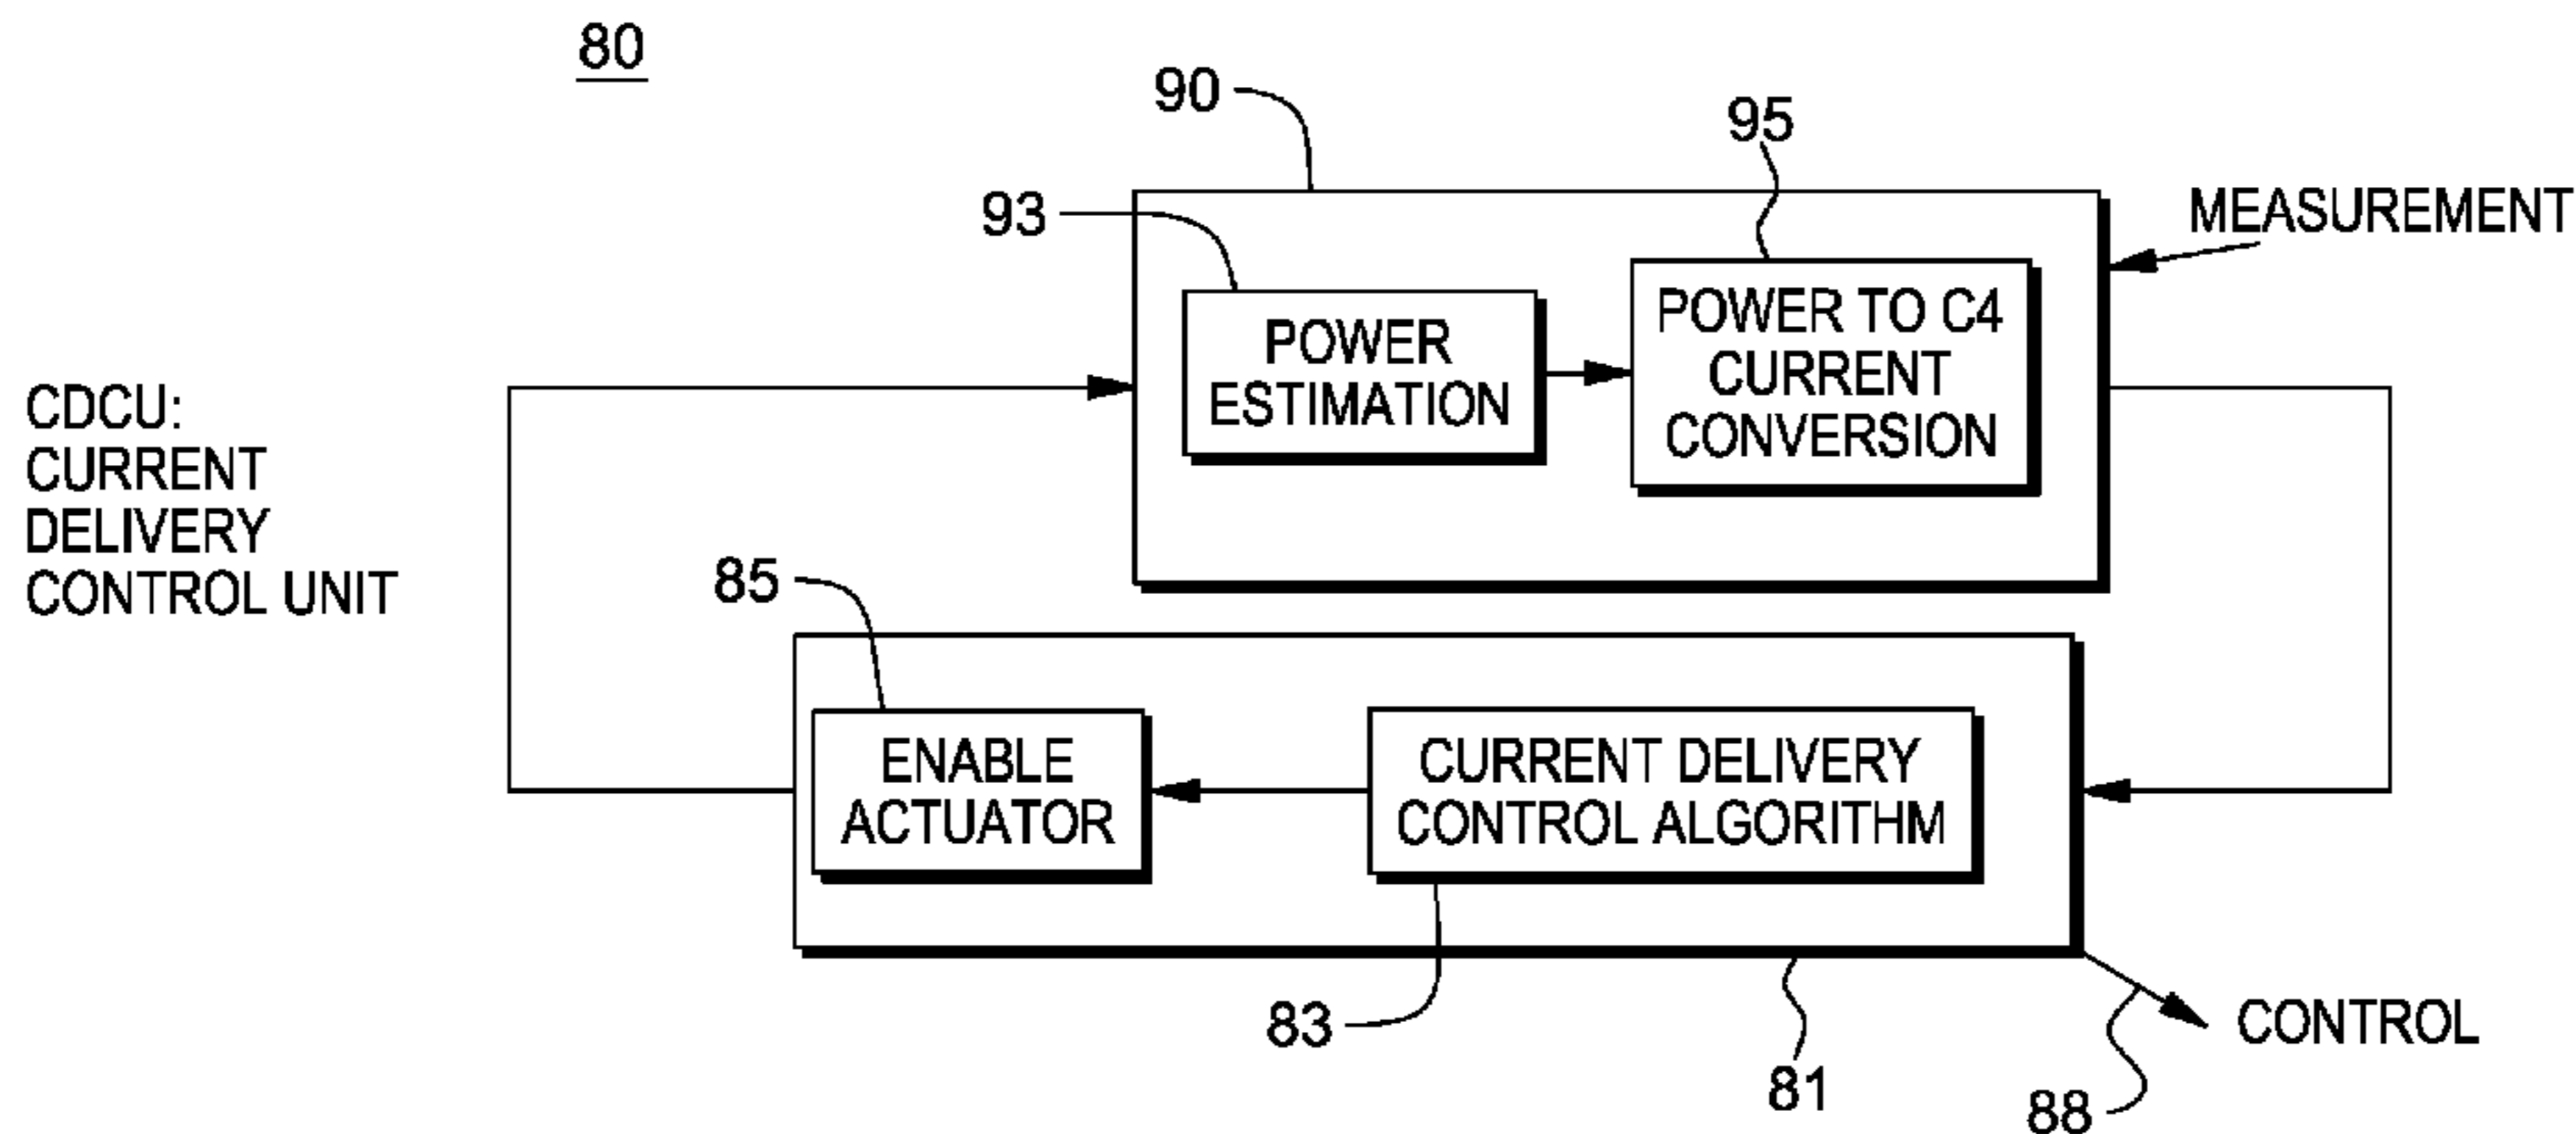 80
90
95
93
MEASUREMENT
POWER
ESTIMATION
POWER TO C4
CURRENT
CONVERSION
CDCU:
CURRENT
DELIVERY
CONTROL UNIT
85
ENABLE
ACTUATOR
CURRENT DELIVERY
CONTROL ALGORITHM
83
81
88
CONTROL